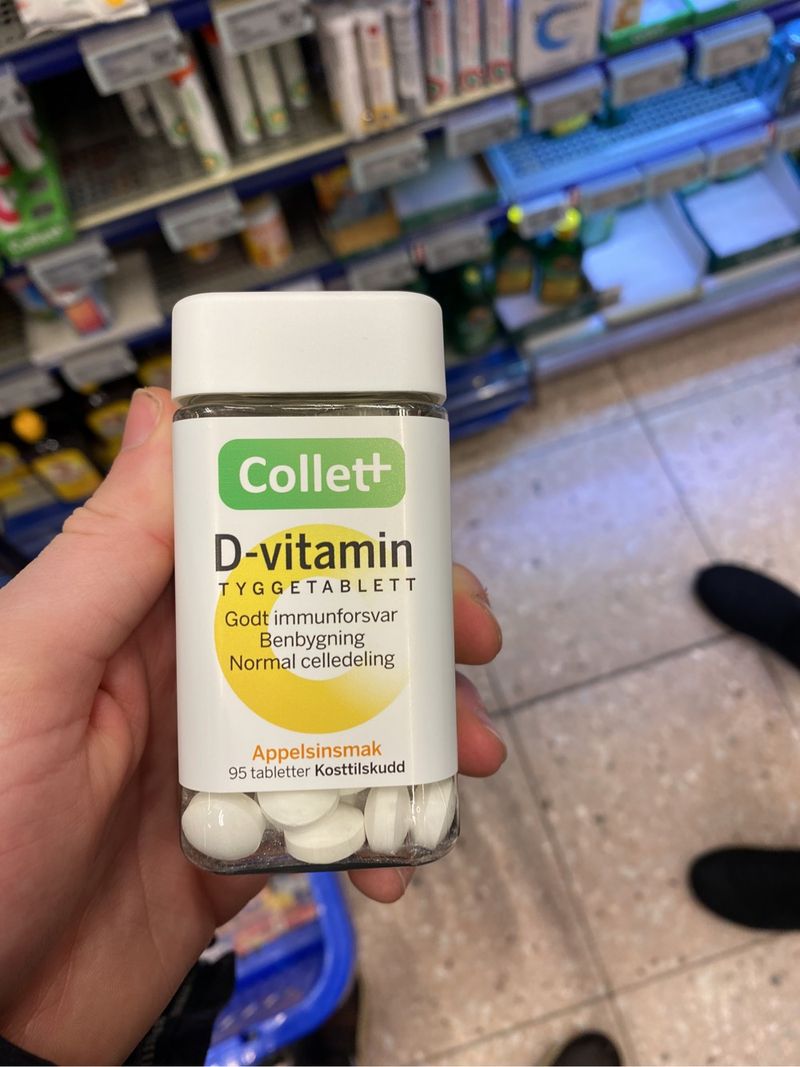 Collett
D-vitamin
TYGGETABLETT
Godt immunforsvar
Benbygning
Normal celledeling
Appelsinsmak
95 tabletter Kosttilskudd